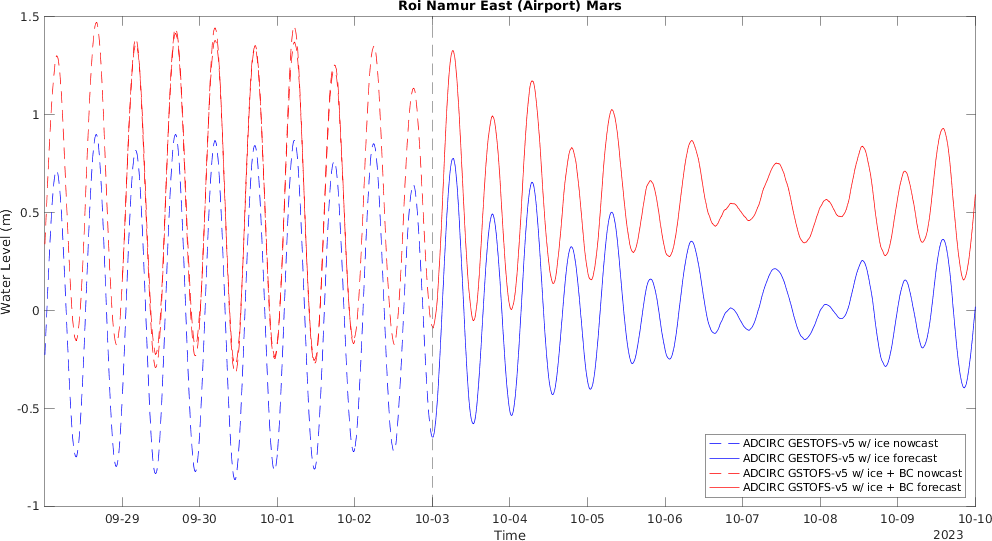 Roi Namur East (Airport) Mars
1.5
1
0.5
0
-0.5
-1
Water Level (m)
09-29
09-30
10-01
10-02
10-03
10-04
10-05
10-06
10-07
10-08
10-09
10-10
Time
2023
ADCIRC GESTOFS-v5 w/ ice nowcast
ADCIRC GESTOFS-v5 w/ ice forecast
ADCIRC GSTOFS-v5 w/ ice + BC nowcast
ADCIRC GSTOFS-v5 w/ ice + BC forecast